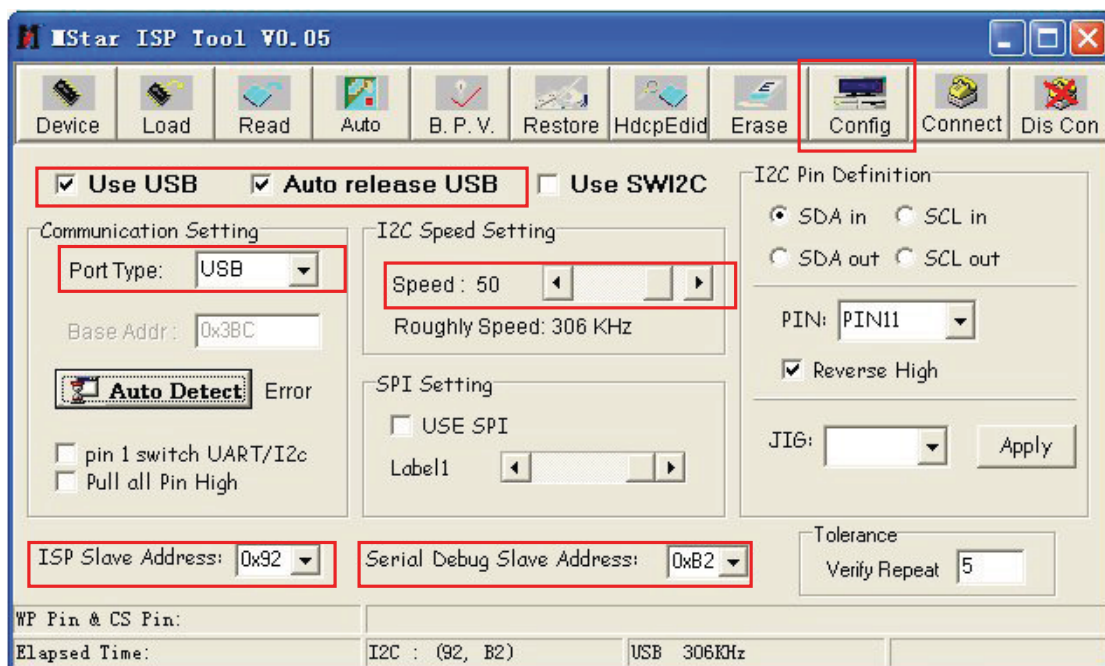 MStar ISP Tool V0.05
Device Load Read Auto B. P. V. Restore HdcpEdid Erase Config Connect Dis Con
Use USB Auto release USB Use SWI2C
Communication Setting
Port Type: USB
Base Addr: 0x3BC
Auto Detect Error
pin 1 switch UART/I2c
Pull all Pin High
I2C Speed Setting
Speed : 50
Roughly Speed: 306 KHz
SPI Setting
USE SPI
Label1
I2C Pin Definition
SDA in SCL in
SDA out SCL out
PIN: PIN11
Reverse High
JIG: Apply
ISP Slave Address: 0x92
Serial Debug Slave Address: 0xB2
Tolerance
Verify Repeat 5
WP Pin & CS Pin:
Elapsed Time: I2C : (92, B2) USB 306KHz